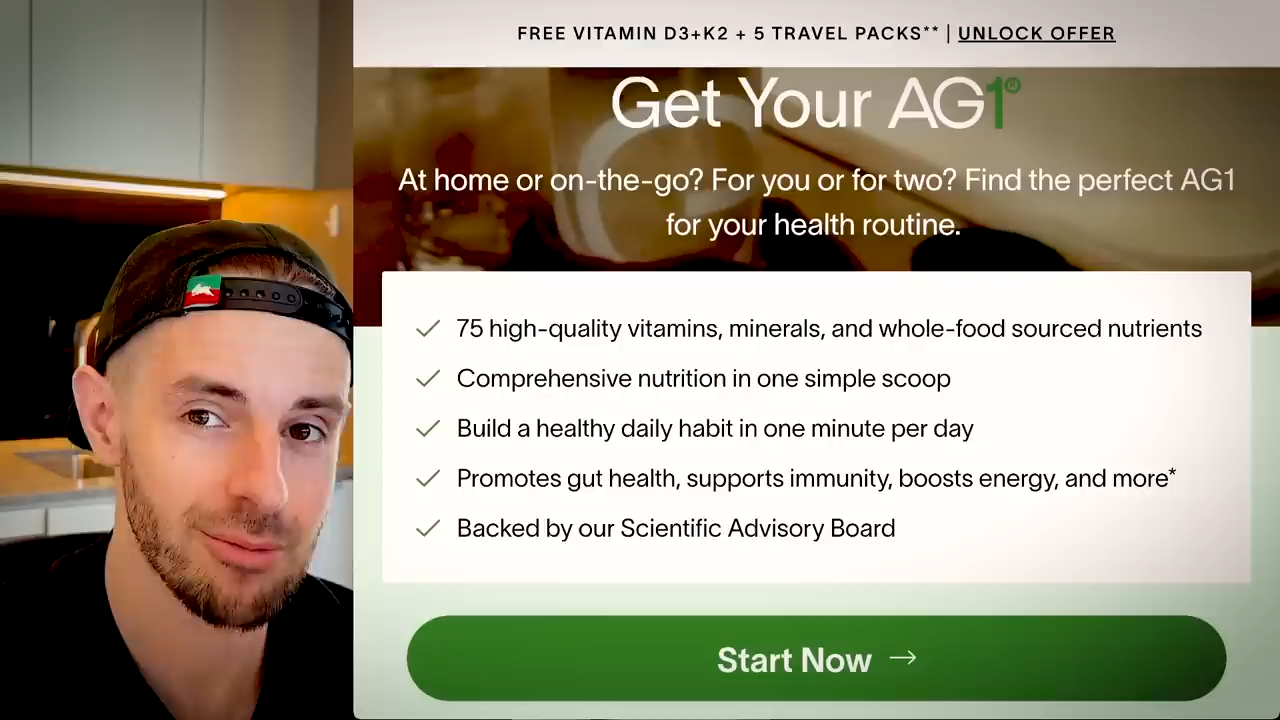 FREE VITAMIN D3+K2 + 5 TRAVEL PACKS** | UNLOCK OFFER
Get Your AG1®
At home or on-the-go? For you or for two? Find the perfect AG1
for your health routine.
75 high-quality vitamins, minerals, and whole-food sourced nutrients
Comprehensive nutrition in one simple scoop
Build a healthy daily habit in one minute per day
Promotes gut health, supports immunity, boosts energy, and more*
Backed by our Scientific Advisory Board
Start Now →